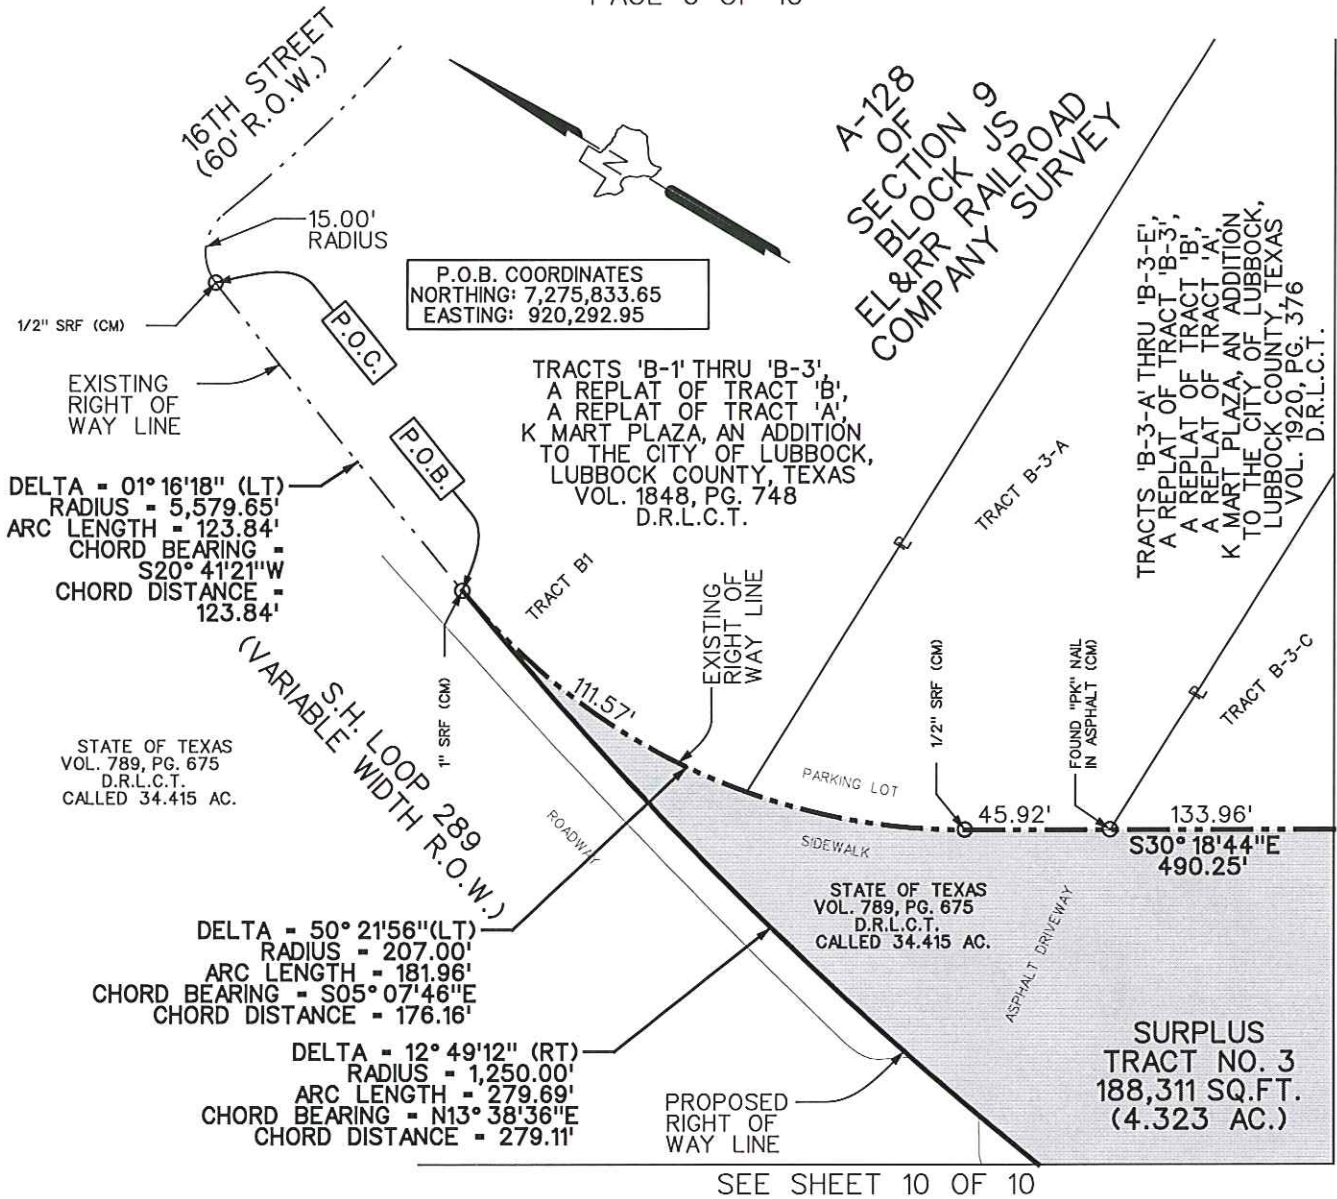 16TH STREET
(60' R.O.W.)
15.00'
RADIUS
P.O.B. COORDINATES
NORTHING: 7,275,833.65
EASTING: 920,292.95
N
A-128
OF
SECTION 9
BLOCK JS
EL&RR RAILROAD
COMPANY SURVEY
1/2" SRF (CM)
P.O.C.
EXISTING
RIGHT OF
WAY LINE
P.O.B.
TRACTS 'B-1' THRU 'B-3',
A REPLAT OF TRACT 'B',
A REPLAT OF TRACT 'A',
K MART PLAZA, AN ADDITION
TO THE CITY OF LUBBOCK,
LUBBOCK COUNTY, TEXAS
VOL. 1848, PG. 748
D.R.L.C.T.
TRACTS 'B-3-A' THRU 'B-3-E',
A REPLAT OF TRACT 'B-3',
A REPLAT OF TRACT 'B',
A REPLAT OF TRACT 'A',
K MART PLAZA, AN ADDITION
TO THE CITY OF LUBBOCK,
LUBBOCK COUNTY, TEXAS
VOL. 1920, PG. 376
D.R.L.C.T.
TRACT B-3-A
DELTA = 01°16'18" (LT)
RADIUS = 5,579.65'
ARC LENGTH = 123.84'
CHORD BEARING =
S20°41'21"W
CHORD DISTANCE =
123.84'
TRACT B1
EXISTING
RIGHT OF
WAY LINE
1" SRF (CM)
1/2" SRF (CM)
FOUND "PK" NAIL
IN ASPHALT (CM)
TRACT B-3-C
111.57'
S.H. LOOP 289
(VARIABLE WIDTH R.O.W.)
STATE OF TEXAS
VOL. 789, PG. 675
D.R.L.C.T.
CALLED 34.415 AC.
PARKING LOT
ROADWAY
SIDEWALK
45.92'
133.96'
S30°18'44"E
490.25'
STATE OF TEXAS
VOL. 789, PG. 675
D.R.L.C.T.
CALLED 34.415 AC.
ASPHALT DRIVEWAY
DELTA = 50°21'56"(LT)
RADIUS = 207.00'
ARC LENGTH = 181.96'
CHORD BEARING = S05°07'46"E
CHORD DISTANCE = 176.16'
DELTA = 12°49'12" (RT)
RADIUS = 1,250.00'
ARC LENGTH = 279.69'
CHORD BEARING = N13°38'36"E
CHORD DISTANCE = 279.11'
PROPOSED
RIGHT OF
WAY LINE
SURPLUS
TRACT NO. 3
188,311 SQ.FT.
(4.323 AC.)
SEE SHEET 10 OF 10